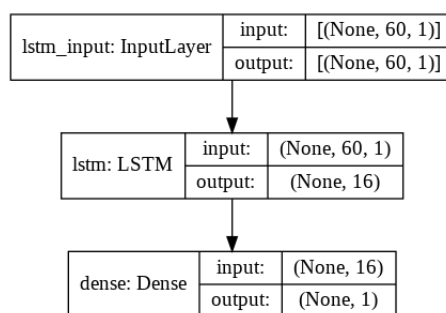 lstm_input: InputLayer
input:
[(None, 60, 1)]
output:
[(None, 60, 1)]
lstm: LSTM
input:
(None, 60, 1)
output:
(None, 16)
dense: Dense
input:
(None, 16)
output:
(None, 1)